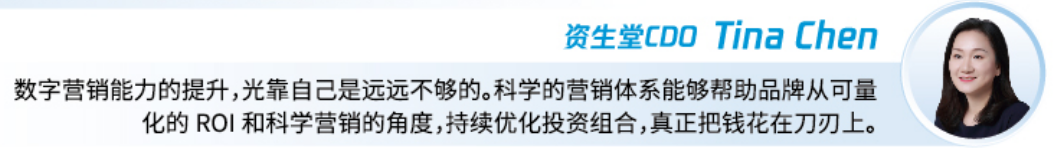 资生堂CDO Tina Chen
数字营销能力的提升,光靠自己是远远不够的。科学的营销体系能够帮助品牌从可量
化的 ROI 和科学营销的角度,持续优化投资组合,真正把钱花在刀刃上。